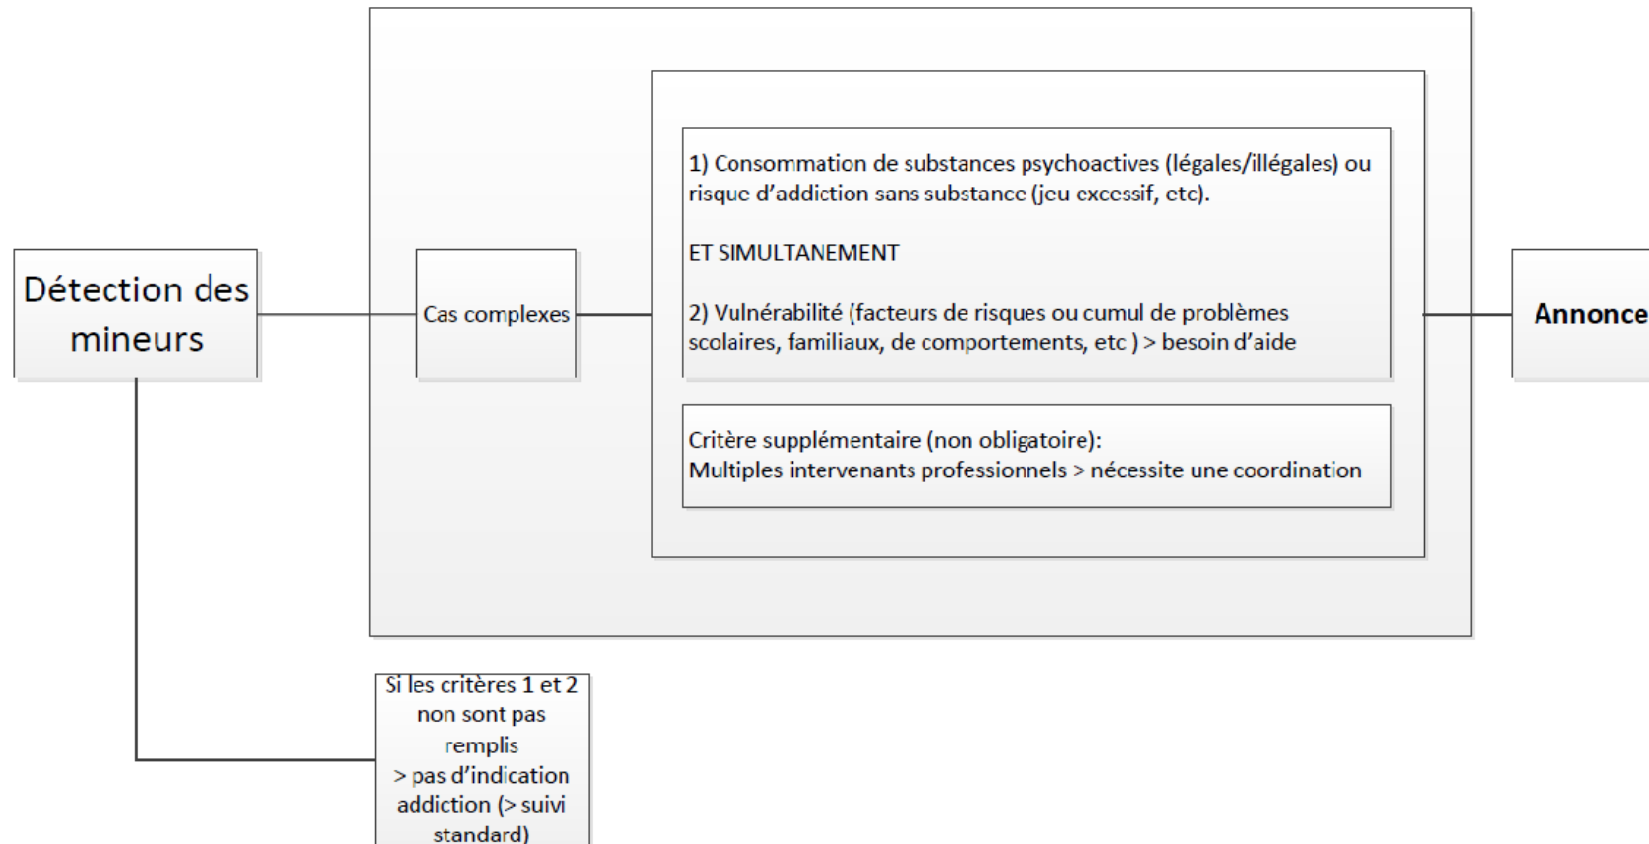 Détection des
mineurs
Cas complexes
1) Consommation de substances psychoactives (légales/illégales) ou
risque d'addiction sans substance (jeu excessif, etc).
ET SIMULTANEMENT
2) Vulnérabilité (facteurs de risques ou cumul de problèmes
scolaires, familiaux, de comportements, etc ) > besoin d'aide
Critère supplémentaire (non obligatoire):
Multiples intervenants professionnels > nécessite une coordination
Annonce
Si les critères 1 et 2
non sont pas
remplis
> pas d'indication
addiction (> suivi
standard)